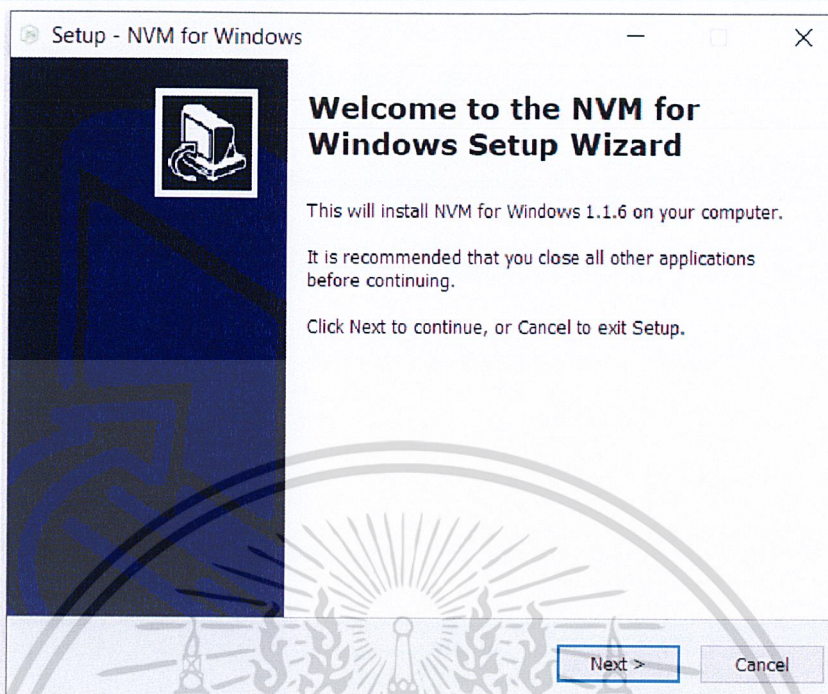 Setup - NVM for Windows
Welcome to the NVM for
Windows Setup Wizard
This will install NVM for Windows 1.1.6 on your computer.
It is recommended that you close all other applications
before continuing.
Click Next to continue, or Cancel to exit Setup.
Next >
Cancel